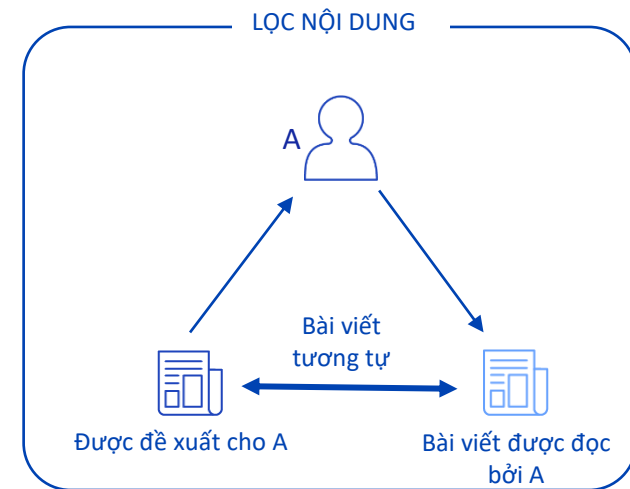 LỌC NỘI DUNG
A
Bài viết
tương tự
Được đề xuất cho A
Bài viết được đọc
bởi A